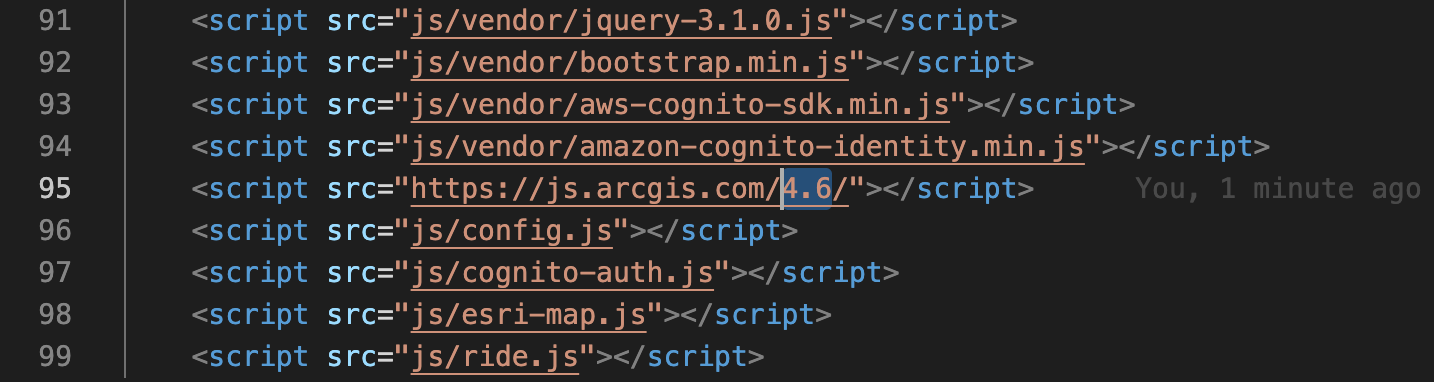 91 <script src="js/vendor/jquery-3.1.0.js"></script>
92 <script src="js/vendor/bootstrap.min.js"></script>
93 <script src="js/vendor/aws-cognito-sdk.min.js"></script>
94 <script src="js/vendor/amazon-cognito-identity.min.js"></script>
95 <script src="https://js.arcgis.com/4.6/"></script> You, 1 minute ago
96 <script src="js/config.js"></script>
97 <script src="js/cognito-auth.js"></script>
98 <script src="js/esri-map.js"></script>
99 <script src="js/ride.js"></script>